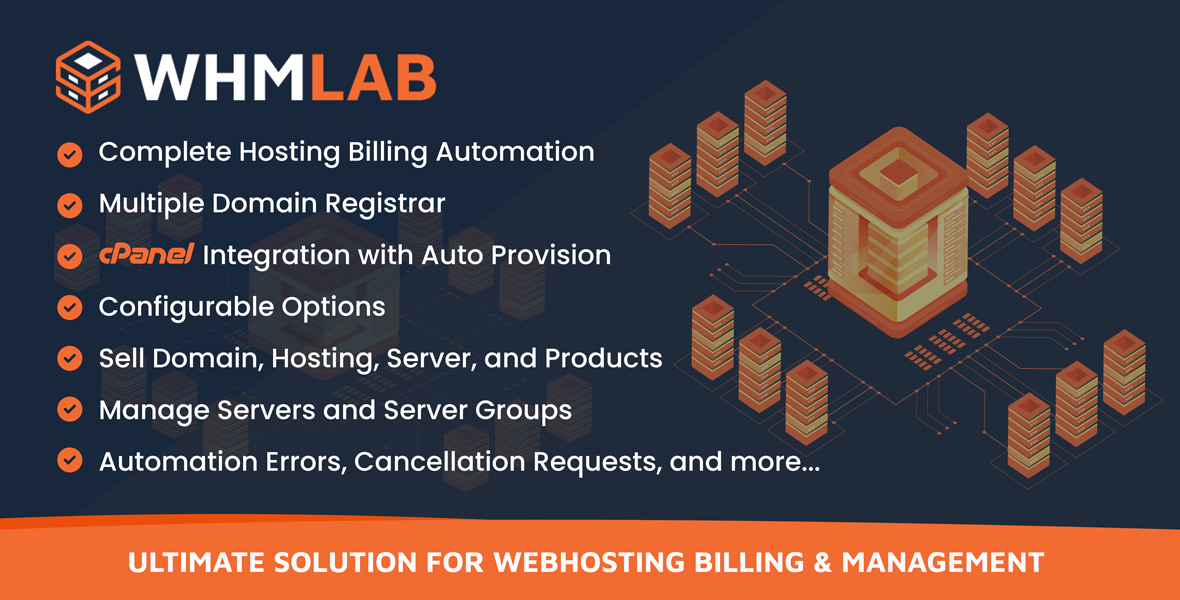 WHMLAB
Complete Hosting Billing Automation
Multiple Domain Registrar
cPanel Integration with Auto Provision
Configurable Options
Sell Domain, Hosting, Server, and Products
Manage Servers and Server Groups
Automation Errors, Cancellation Requests, and more...
ULTIMATE SOLUTION FOR WEBHOSTING BILLING & MANAGEMENT